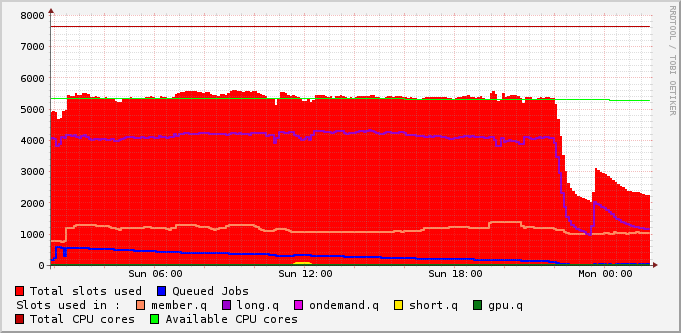 8000
7000
6000
5000
4000
3000
2000
1000
0
Sun 06:00 Sun 12:00 Sun 18:00 Mon 00:00
Total slots used Queued Jobs
Slots used in : member.q long.q ondemand.q short.q gpu.q
Total CPU cores Available CPU cores
RRDTOOL / TOBI OETIKER